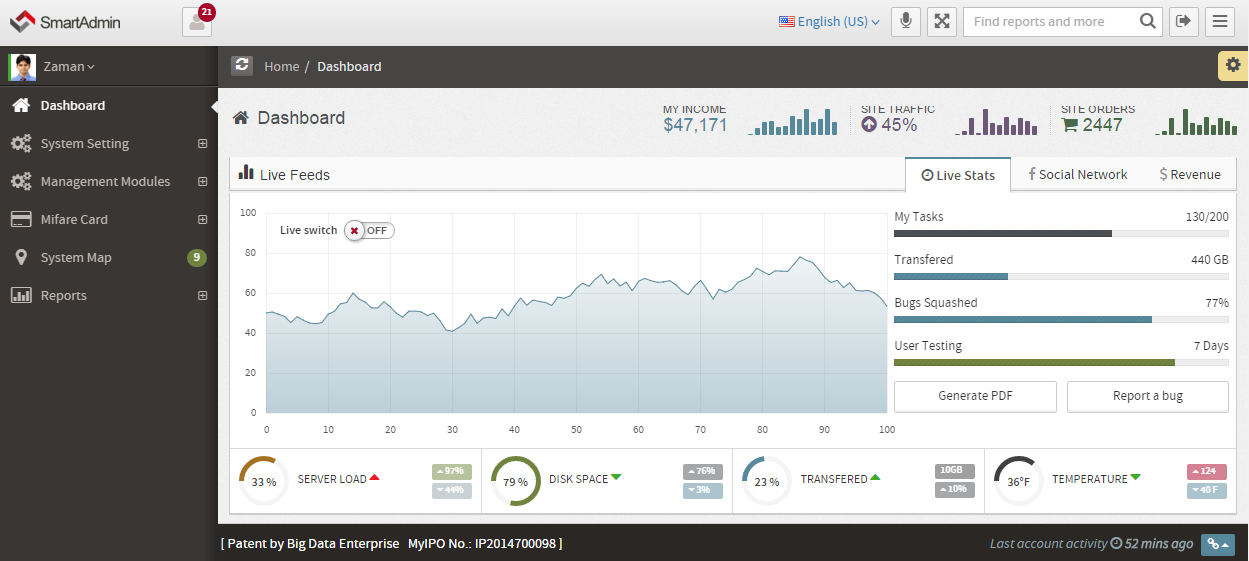 SmartAdmin
21
English (US)
Find reports and more
Zaman
Home / Dashboard
Dashboard
System Setting
Management Modules
Mifare Card
System Map
9
Reports
Dashboard
MY INCOME
$47,171
SITE TRAFFIC
45%
SITE ORDERS
2447
Live Feeds
Live Stats
Social Network
$ Revenue
100
80
60
40
20
0
Live switch
OFF
0 10 20 30 40 50 60 70 80 90 100
My Tasks 130/200
Transfered 440 GB
Bugs Squashed 77%
User Testing 7 Days
Generate PDF
Report a bug
33 %
SERVER LOAD
97%
44%
79 %
DISK SPACE
76%
3%
23 %
TRANSFERED
10GB
10%
36°F
TEMPERATURE
124
40 F
[ Patent by Big Data Enterprise MyIPO No.: IP2014700098 ]
Last account activity 52 mins ago